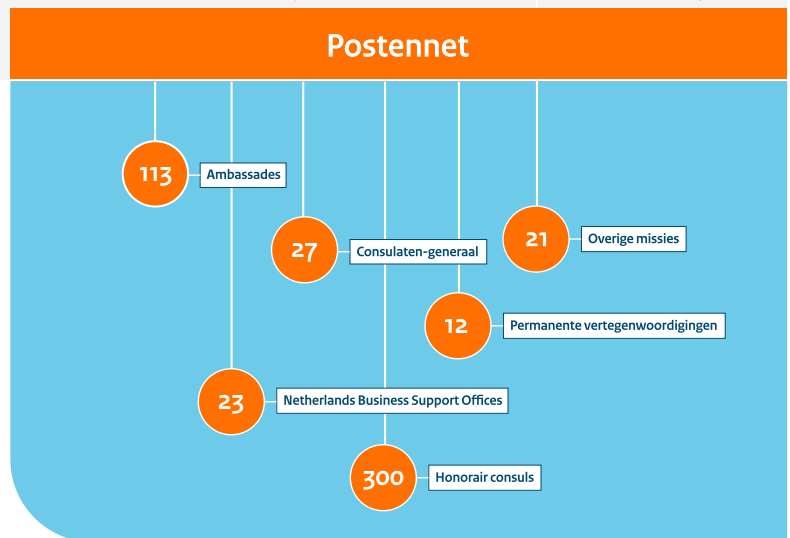 Postennet
113
Ambassades
27
Consulaten-generaal
21
Overige missies
12
Permanente vertegenwoordigingen
23
Netherlands Business Support Offices
300
Honorair consuls